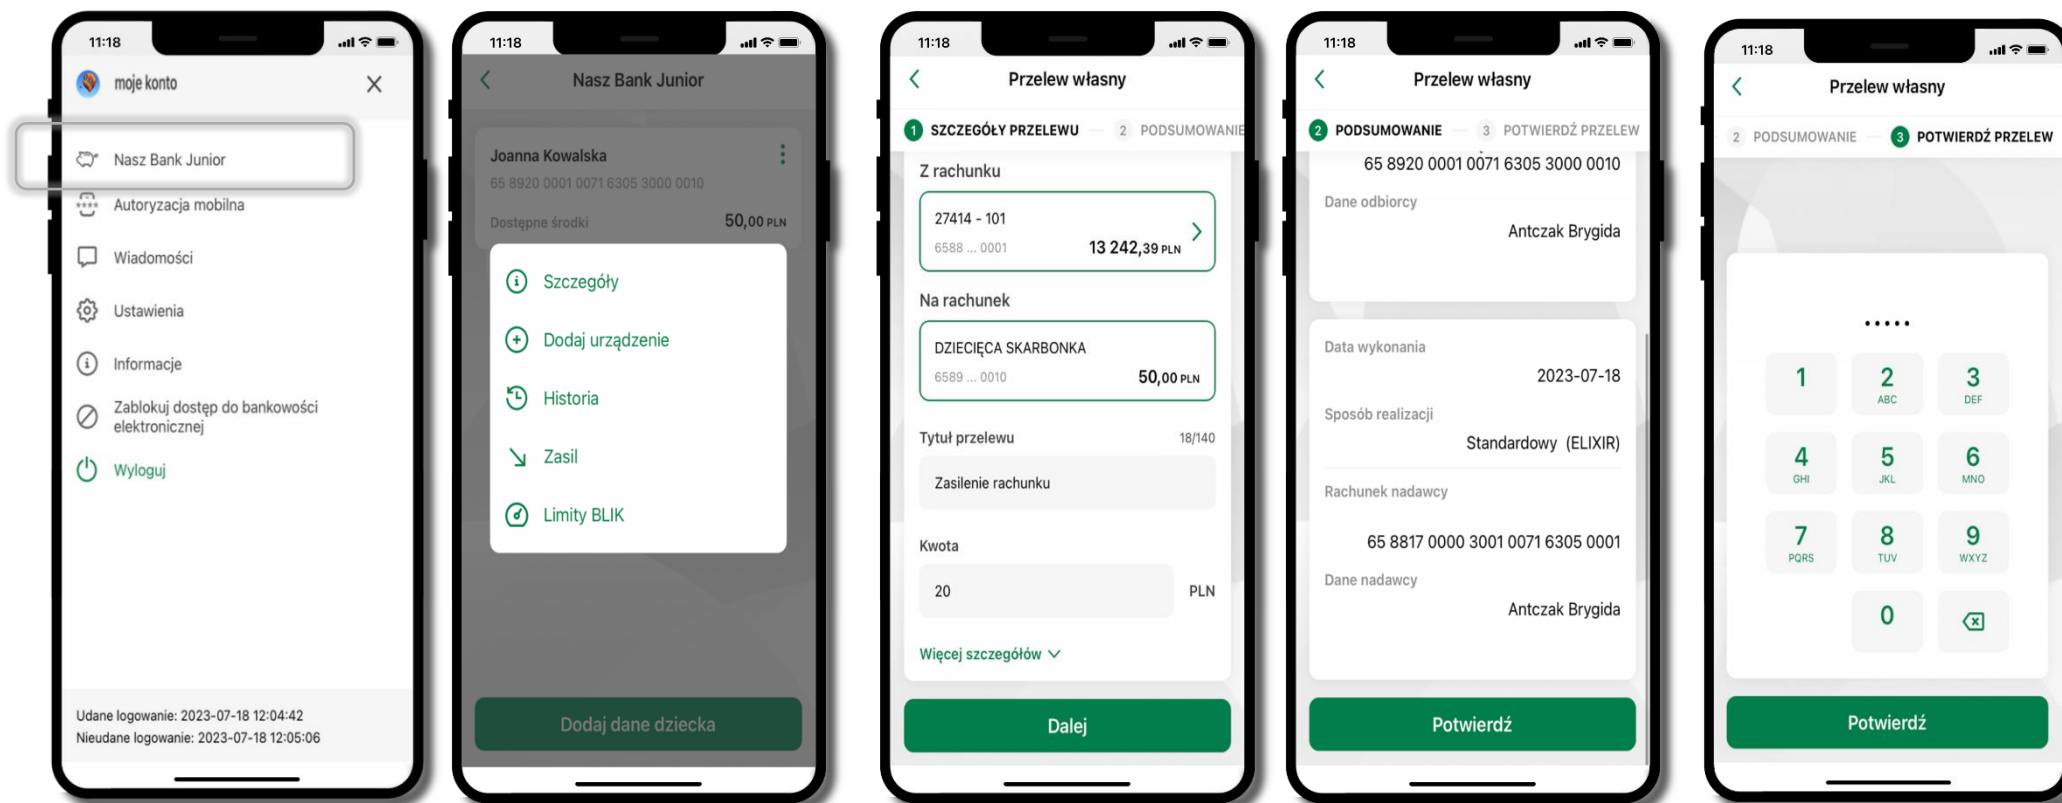 11:18
moje konto
Nasz Bank Junior
Autoryzacja mobilna
Wiadomości
Ustawienia
Informacje
Zablokuj dostęp do bankowości
elektronicznej
Wyloguj
Udane logowanie: 2023-07-18 12:04:42
Nieudane logowanie: 2023-07-18 12:05:06
11:18
Nasz Bank Junior
Joanna Kowalska
65 8920 0001 0071 6305 3000 0010
Dostępne środki 50,00 PLN
Szczegóły
Dodaj urządzenie
Historia
Zasil
Limity BLIK
Dodaj dane dziecka
11:18
Przelew własny
1 SZCZEGÓŁY PRZELEWU 2 PODSUMOWANIE
Z rachunku
27414 - 101
6588 ... 0001 13 242,39 PLN
Na rachunek
DZIECIĘCA SKARBONKA
6589 ... 0010 50,00 PLN
Tytuł przelewu 18/140
Zasilenie rachunku
Kwota
20 PLN
Więcej szczegółów
Dalej
11:18
Przelew własny
2 PODSUMOWANIE 3 POTWIERDŹ PRZELEW
65 8920 0001 0071 6305 3000 0010
Dane odbiorcy
Antczak Brygida
Data wykonania
2023-07-18
Sposób realizacji
Standardowy (ELIXIR)
Rachunek nadawcy
65 8817 0000 3001 0071 6305 0001
Dane nadawcy
Antczak Brygida
Potwierdź
11:18
Przelew własny
2 PODSUMOWANIE 3 POTWIERDŹ PRZELEW
•••••
1 2 3
ABC DEF
4 5 6
GHI JKL MNO
7 8 9
PQRS TUV WXYZ
0
Potwierdź